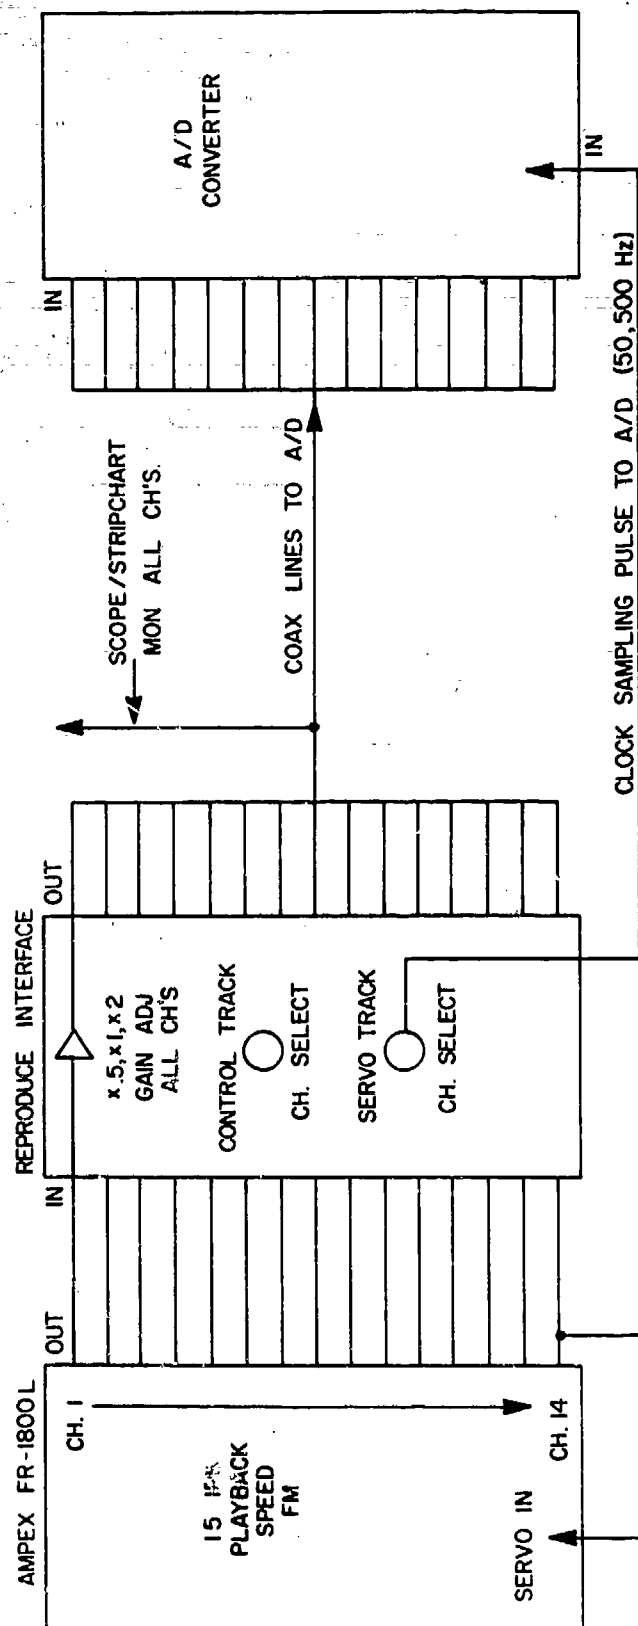 AMPEX FR-1800L
OUT
CH. 1
15
PLAYBACK
SPEED
FM
CH. 14
SERVO IN
REPRODUCE INTERFACE
IN
OUT
x.5,x1,x2
GAIN ADJ
ALL CH'S
CONTROL TRACK
CH. SELECT
SERVO TRACK
CH. SELECT
SCOPE/STRIPCHART
MON ALL CH'S.
COAX LINES TO A/D
CLOCK SAMPLING PULSE TO A/D (50,500 Hz)
IN
A/D
CONVERTER
IN